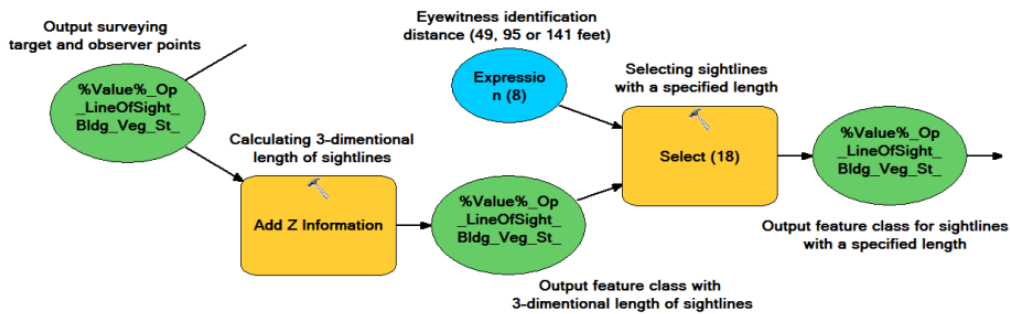 Output surveying
target and observer points
%Value%_Op
_LineOfSight_
Bldg_Veg_St_
Calculating 3-dimentional
length of sightlines
Add Z Information
%Value%_Op
_LineOfSight_
Bldg_Veg_St_
Output feature class with
3-dimentional length of sightlines
Eyewitness identification
distance (49, 95 or 141 feet)
Expressio
n (8)
Selecting sightlines
with a specified length
Select (18)
%Value%_Op
_LineOfSight_
Bldg_Veg_St_
Output feature class for sightlines
with a specified length